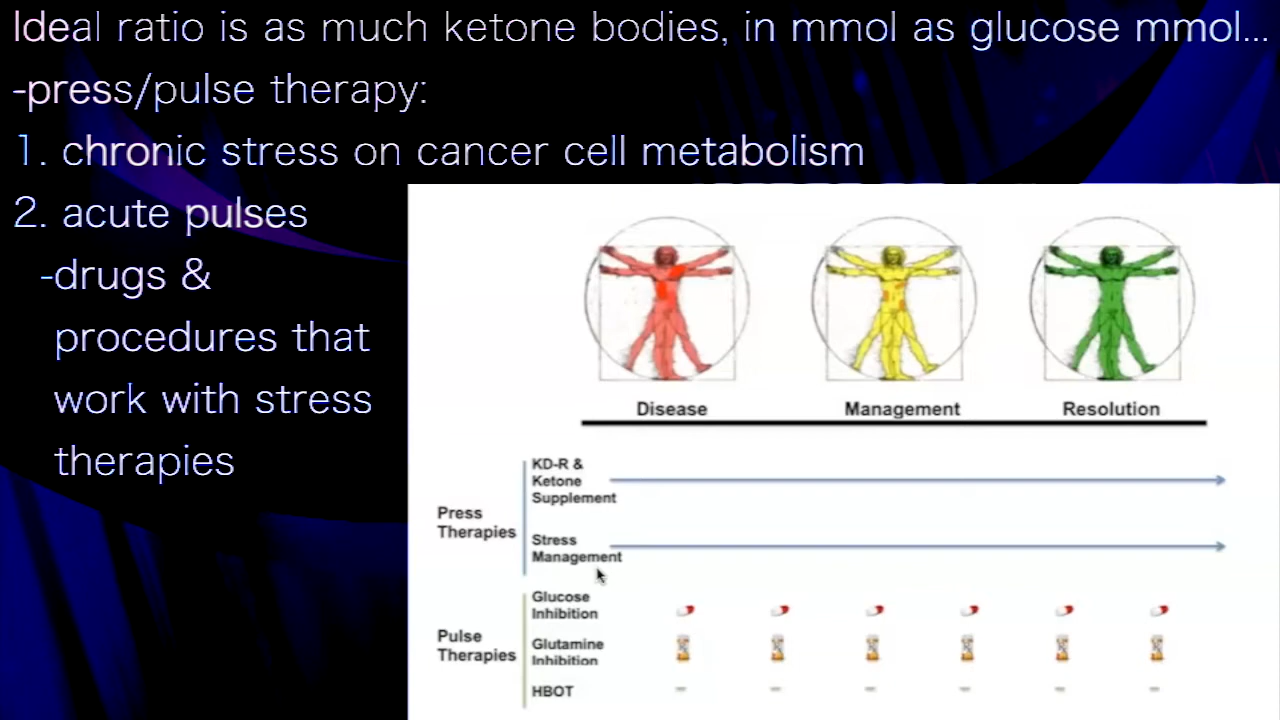 Ideal ratio is as much ketone bodies, in mmol as glucose mmol...
-press/pulse therapy:
1. chronic stress on cancer cell metabolism
2. acute pulses
-drugs &
procedures that
work with stress
therapies
Disease Management Resolution
KD-R &
Ketone
Supplement
Press
Therapies
Stress
Management
Glucose
Inhibition
Pulse
Therapies
Glutamine
Inhibition
HBOT